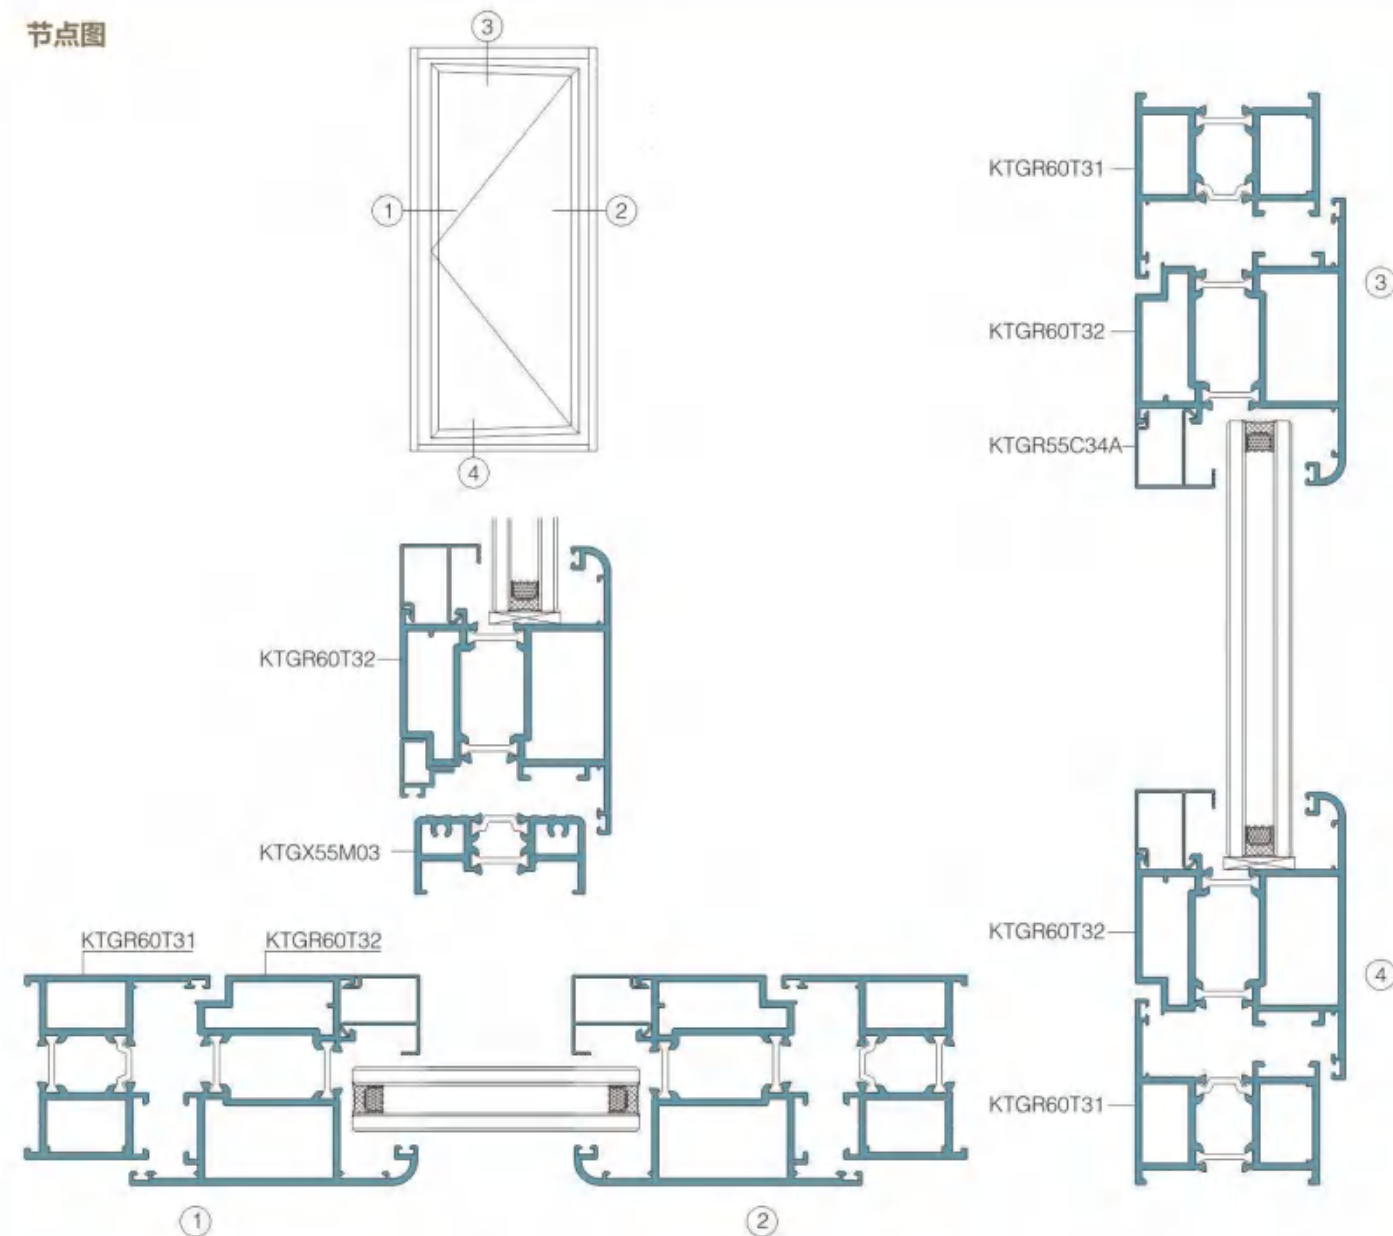 节点图
③
①
②
④
KTGR60T31
③
KTGR60T32
KTGR55C34A
KTGR60T32
KTGX55M03
KTGR60T32
④
KTGR60T31
KTGR60T31 KTGR60T32
① ②